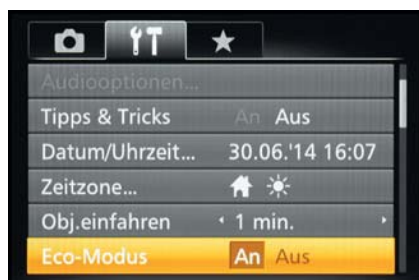 Audiooptionen...
Tipps & Tricks An Aus
Datum/Uhrzeit... 30.06.'14 16:07
Zeitzone...
Obj.einfahren 1 min.
Eco-Modus An Aus